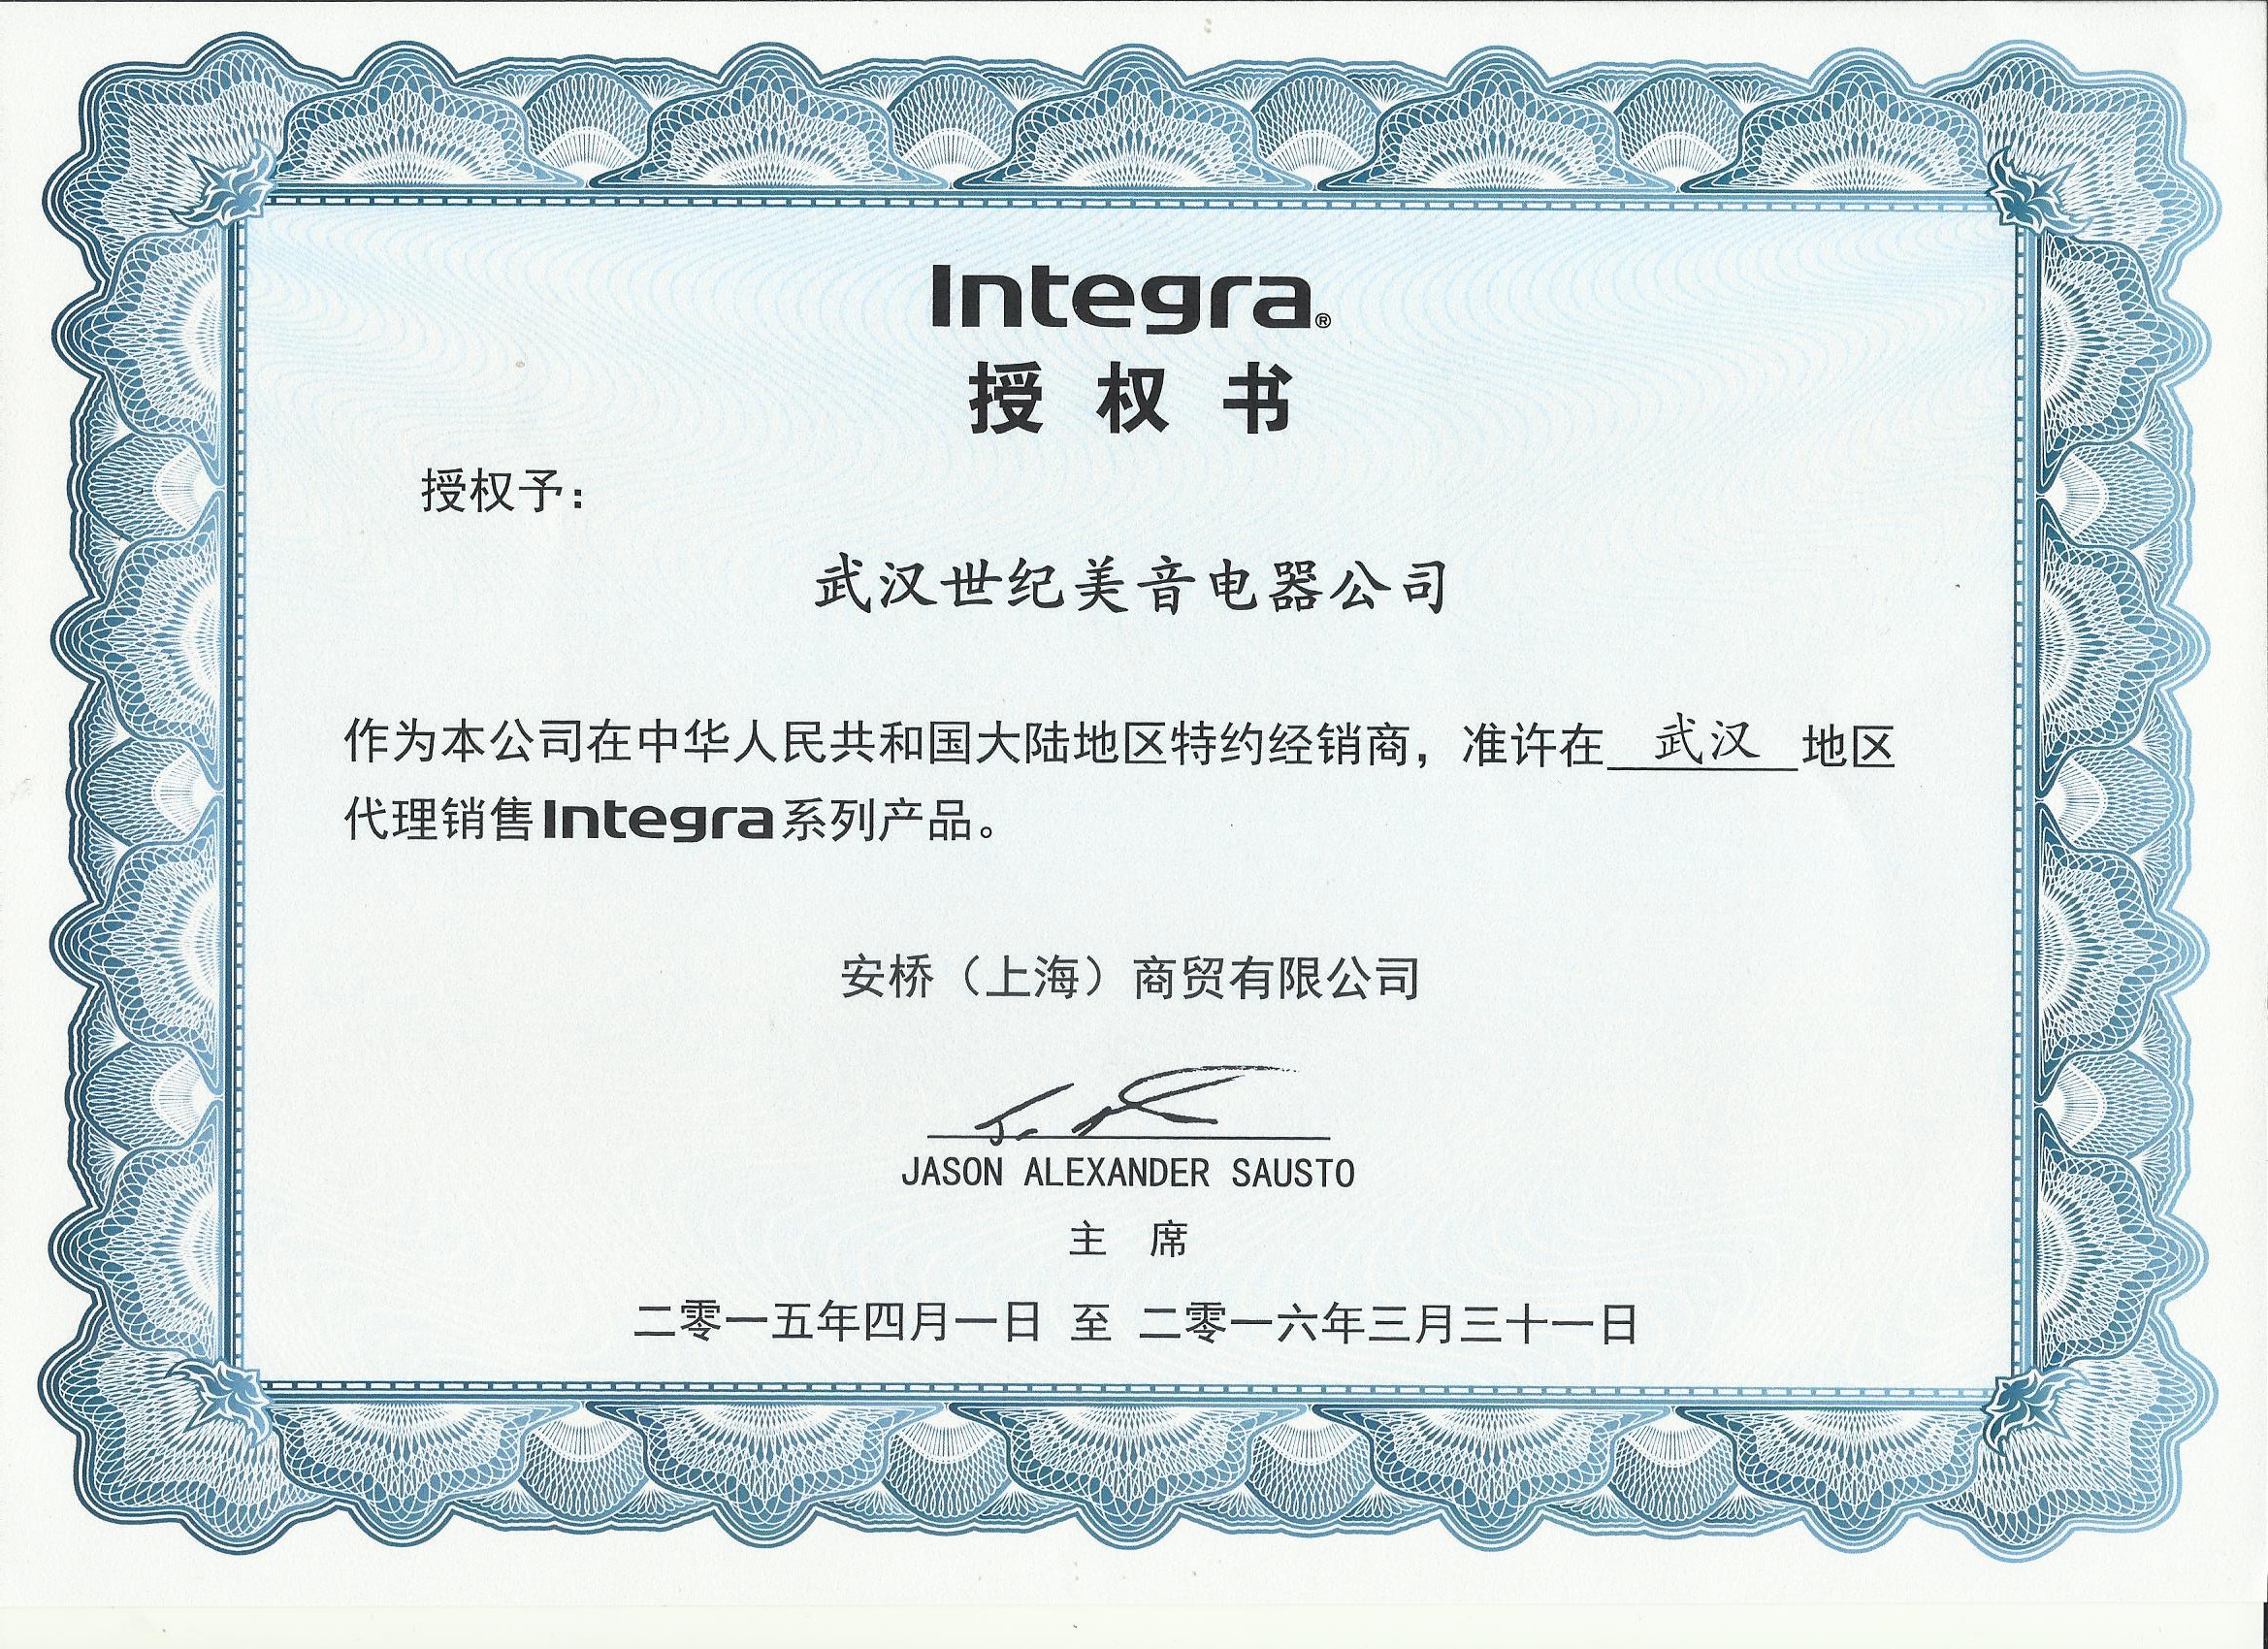 Integra®
授权书
授权予：
武汉世纪美音电器公司
作为本公司在中华人民共和国大陆地区特约经销商，准许在 武汉 地区
代理销售Integra系列产品。
安桥（上海）商贸有限公司
JASON ALEXANDER SAUSTO
主 席
二零一五年四月一日 至 二零一六年三月三十一日